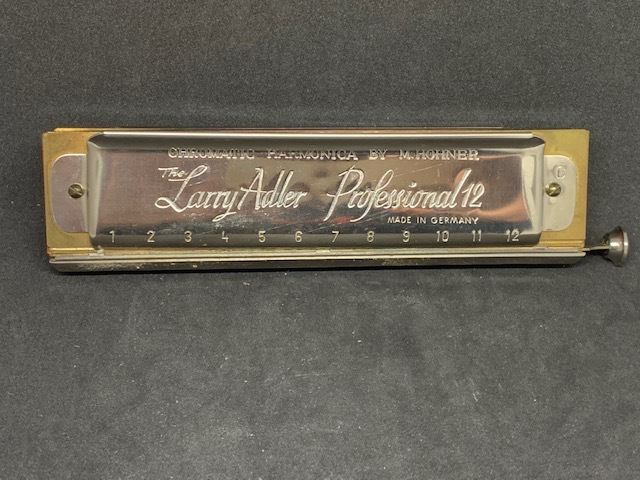 CHROMATIC HARMONICA BY M. HOHNER
The Larry Adler Professional 12
MADE IN GERMANY
1 2 3 4 5 6 7 8 9 10 11 12
C